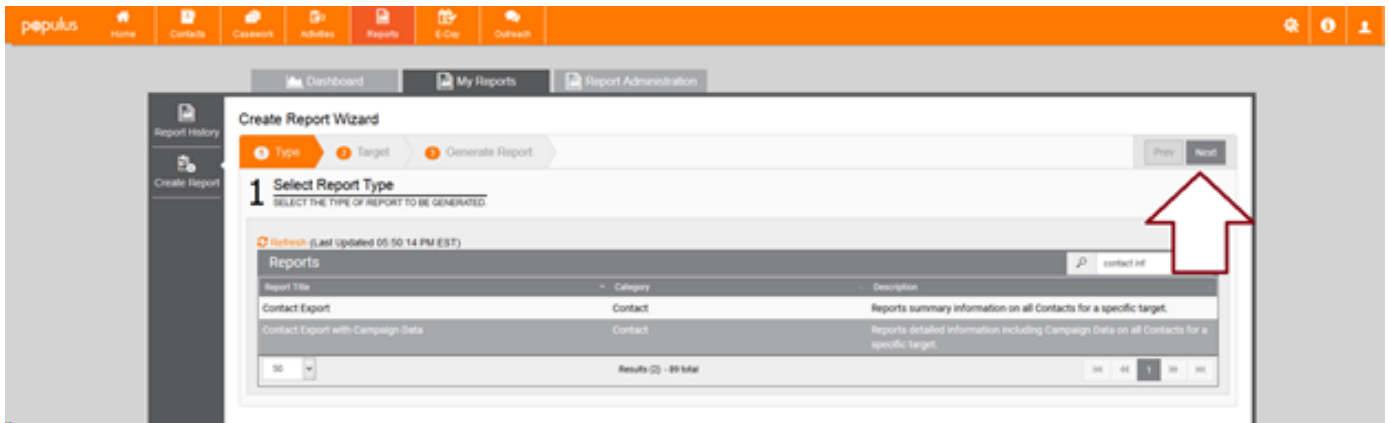 populus
Home Contacts Casework Activities Reports E-Day Outreach
Dashboard My Reports Report Administration
Report History
Create Report
Create Report Wizard
1 Type 2 Target 3 Generate Report Prev Next
1 Select Report Type
SELECT THE TYPE OF REPORT TO BE GENERATED.
Refresh (Last Updated 05:50:14 PM EST)
Reports contact inf
Report Title Category Description
Contact Export Contact Reports summary information on all Contacts for a specific target.
Contact Export with Campaign Data Contact Reports detailed information including Campaign Data on all Contacts for a
specific target.
50 Results (2) - 89 total 1